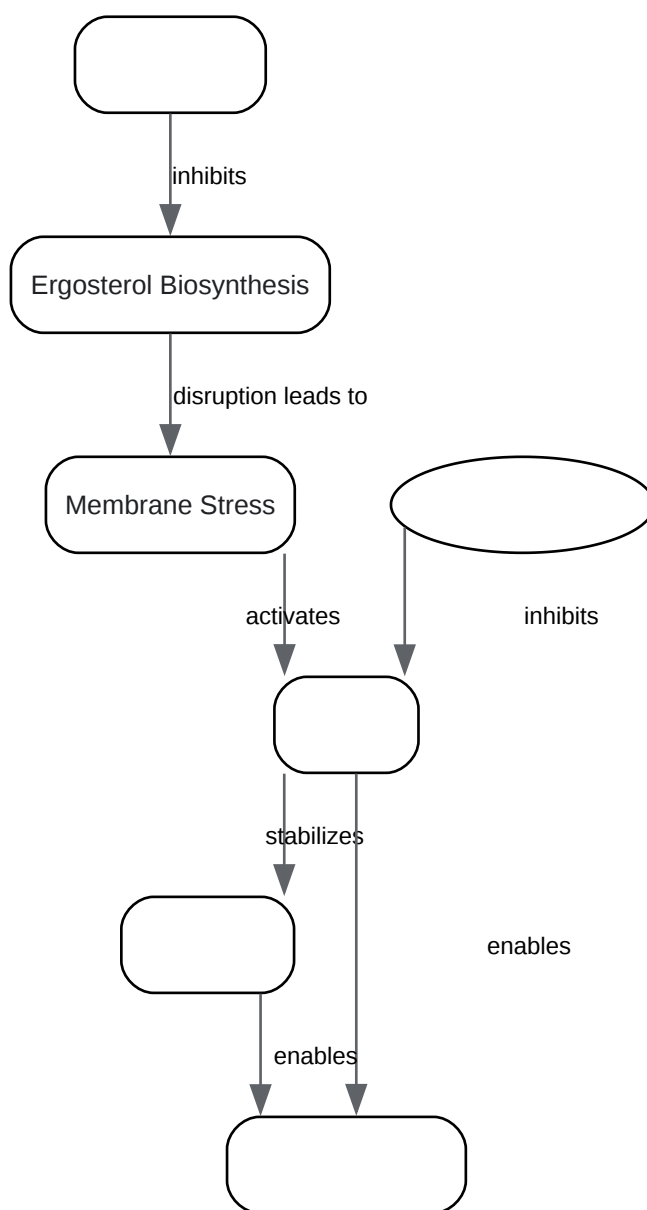 inhibits
Ergosterol Biosynthesis
disruption leads to
Membrane Stress
activates
inhibits
stabilizes
enables
enables